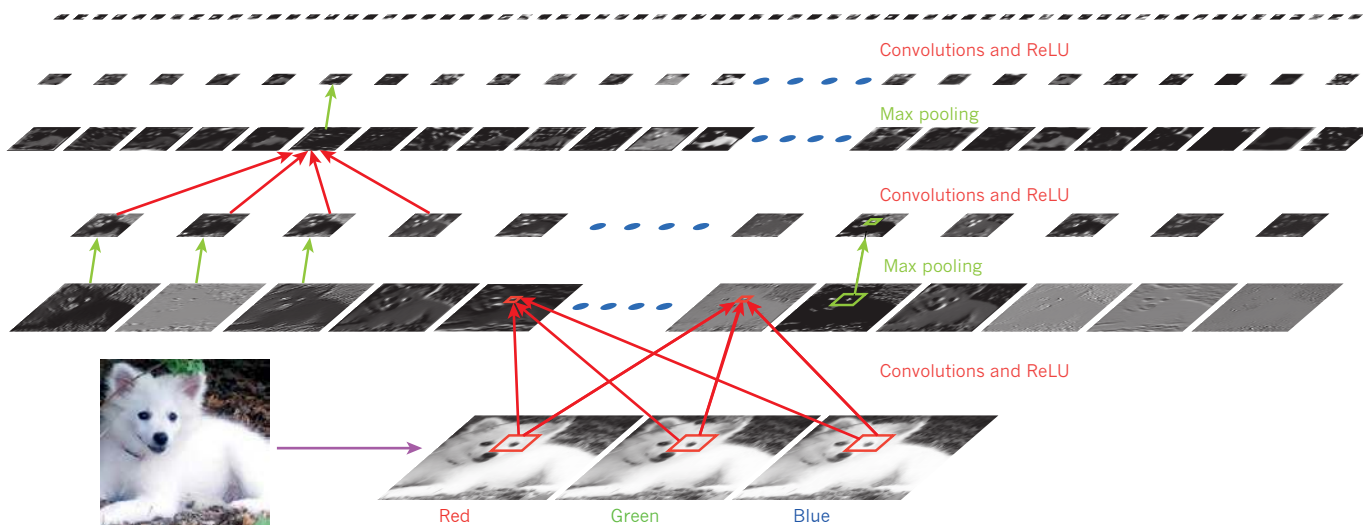 Convolutions and ReLU
Max pooling
Convolutions and ReLU
Max pooling
Convolutions and ReLU
Red
Green
Blue